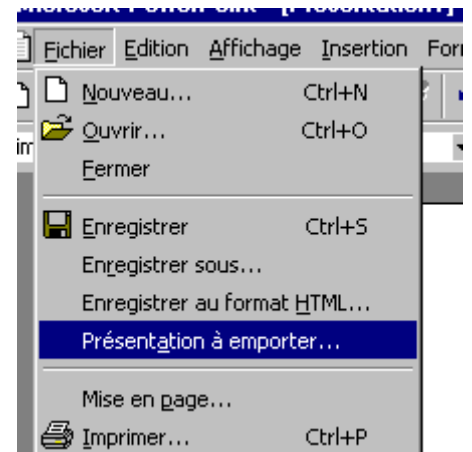 Fichier Edition Affichage Insertion
Nouveau... Ctrl+N
Ouvrir... Ctrl+O
Fermer
Enregistrer Ctrl+S
Enregistrer sous...
Enregistrer au format HTML...
Présentation à emporter...
Mise en page...
Imprimer... Ctrl+P